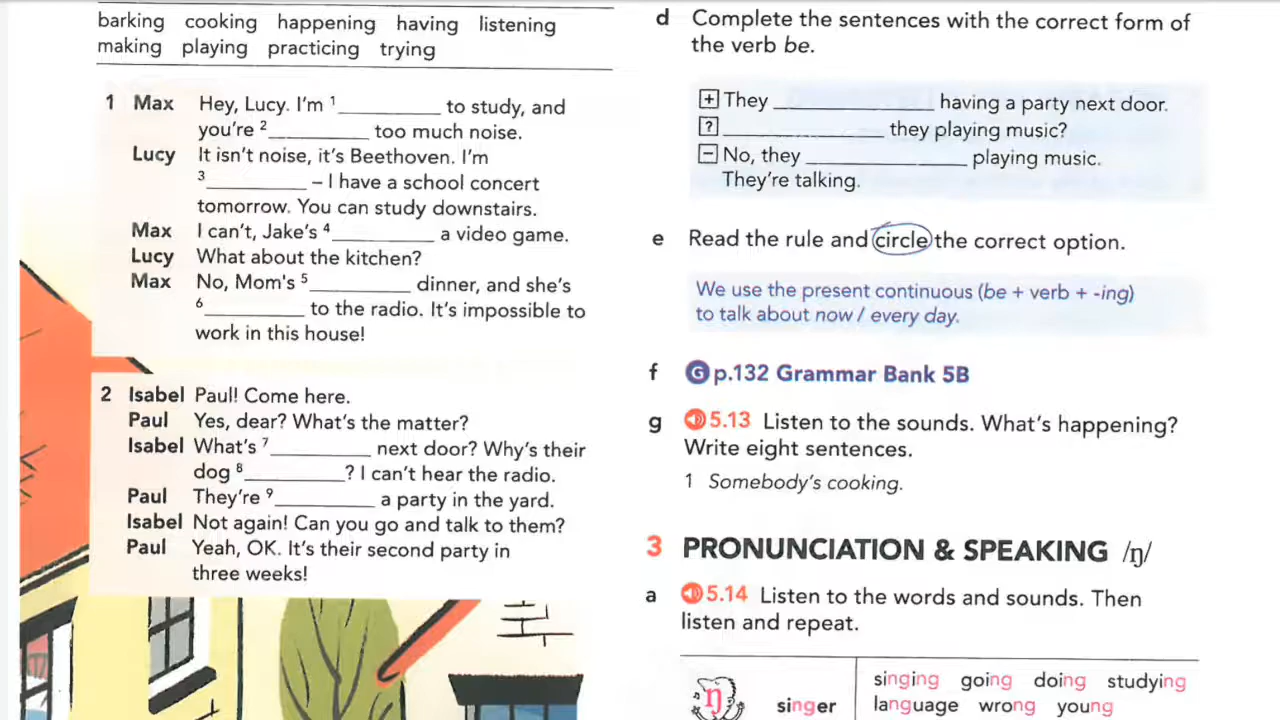 barking cooking happening having listening
making playing practicing trying
1 Max Hey, Lucy. I'm 1__________ to study, and
you're 2__________ too much noise.
Lucy It isn't noise, it's Beethoven. I'm
3__________ – I have a school concert
tomorrow. You can study downstairs.
Max I can't, Jake's 4__________ a video game.
Lucy What about the kitchen?
Max No, Mom's 5__________ dinner, and she's
6__________ to the radio. It's impossible to
work in this house!
2 Isabel Paul! Come here.
Paul Yes, dear? What's the matter?
Isabel What's 7__________ next door? Why's their
dog 8__________? I can't hear the radio.
Paul They're 9__________ a party in the yard.
Isabel Not again! Can you go and talk to them?
Paul Yeah, OK. It's their second party in
three weeks!
d Complete the sentences with the correct form of
the verb be.
+ They ________________ having a party next door.
? ________________ they playing music?
– No, they ________________ playing music.
They're talking.
e Read the rule and circle the correct option.
We use the present continuous (be + verb + -ing)
to talk about now / every day.
f G p.132 Grammar Bank 5B
g 5.13 Listen to the sounds. What's happening?
Write eight sentences.
1 Somebody's cooking.
3 PRONUNCIATION & SPEAKING /ŋ/
a 5.14 Listen to the words and sounds. Then
listen and repeat.
ŋ singer
singing going doing studying
language wrong young